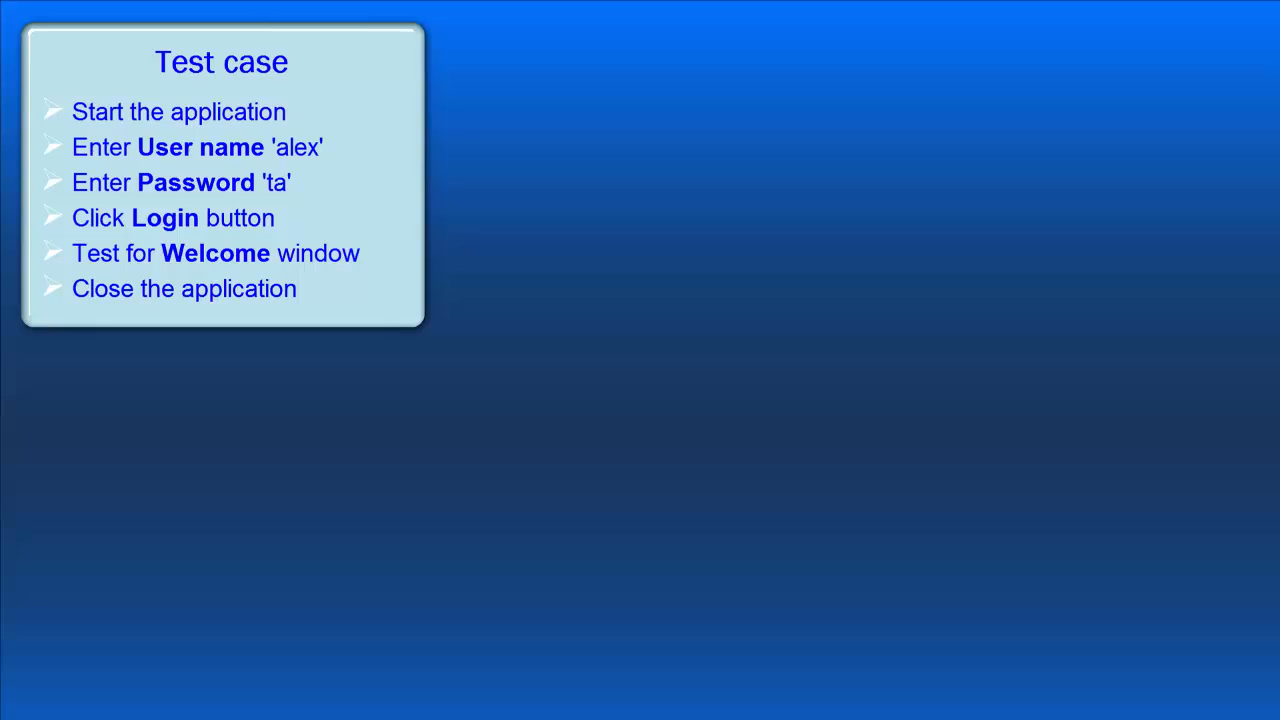 Test case
Start the application
Enter User name 'alex'
Enter Password 'ta'
Click Login button
Test for Welcome window
Close the application